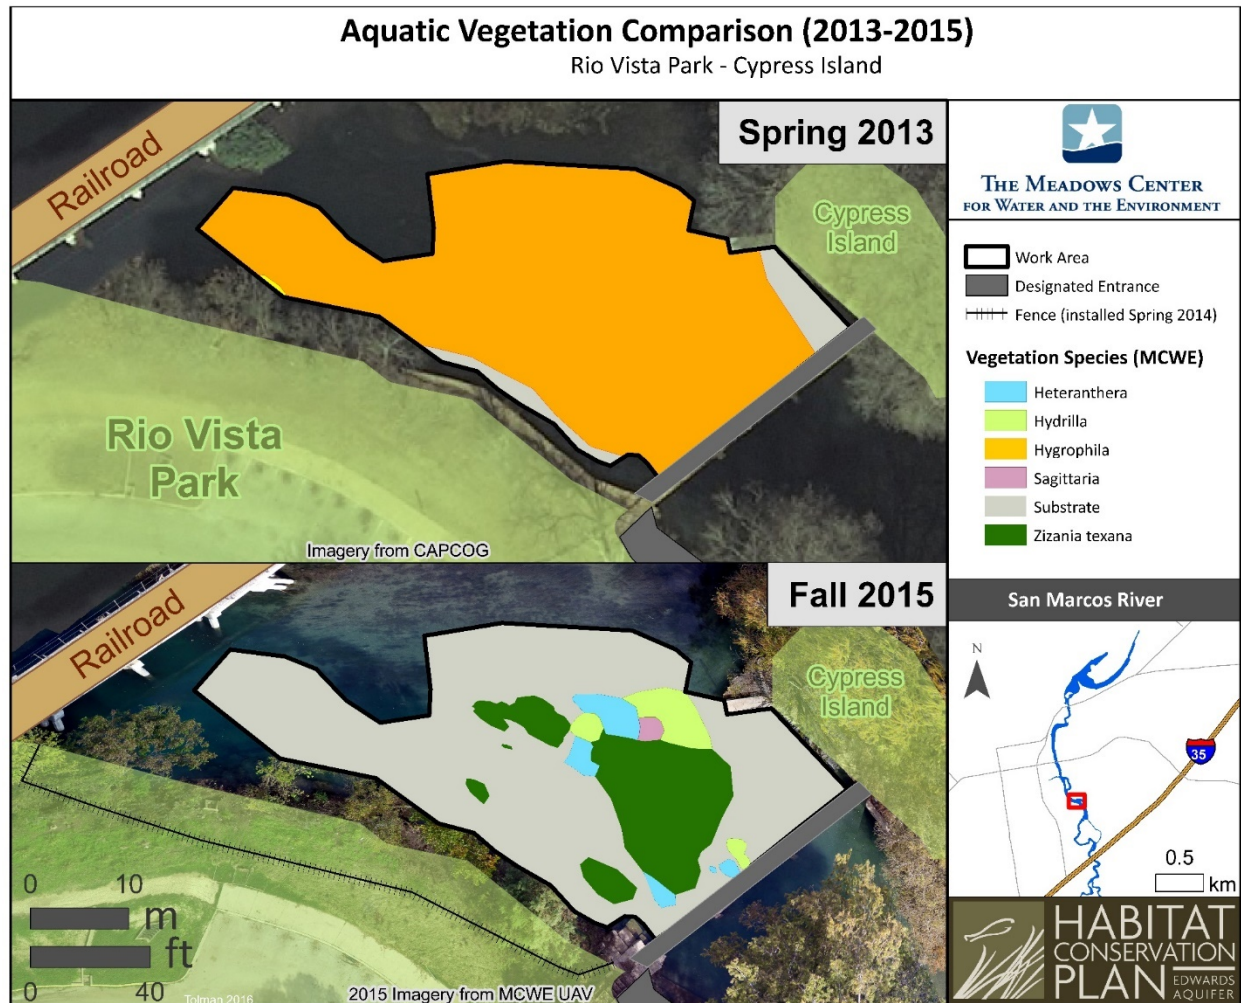 Aquatic Vegetation Comparison (2013-2015)
Rio Vista Park - Cypress Island
Railroad
Spring 2013
Cypress
Island
Rio Vista
Park
Imagery from CAPCOG
THE MEADOWS CENTER
FOR WATER AND THE ENVIRONMENT
Work Area
Designated Entrance
Fence (installed Spring 2014)
Vegetation Species (MCWE)
Heteranthera
Hydrilla
Hygrophila
Sagittaria
Substrate
Zizania texana
Railroad
Fall 2015
Cypress
Island
0 10
m
ft
0 40
Tolman 2016
2015 Imagery from MCWE UAV
San Marcos River
N
35
0.5
km
HABITAT
CONSERVATION
PLAN
EDWARDS
AQUIFER